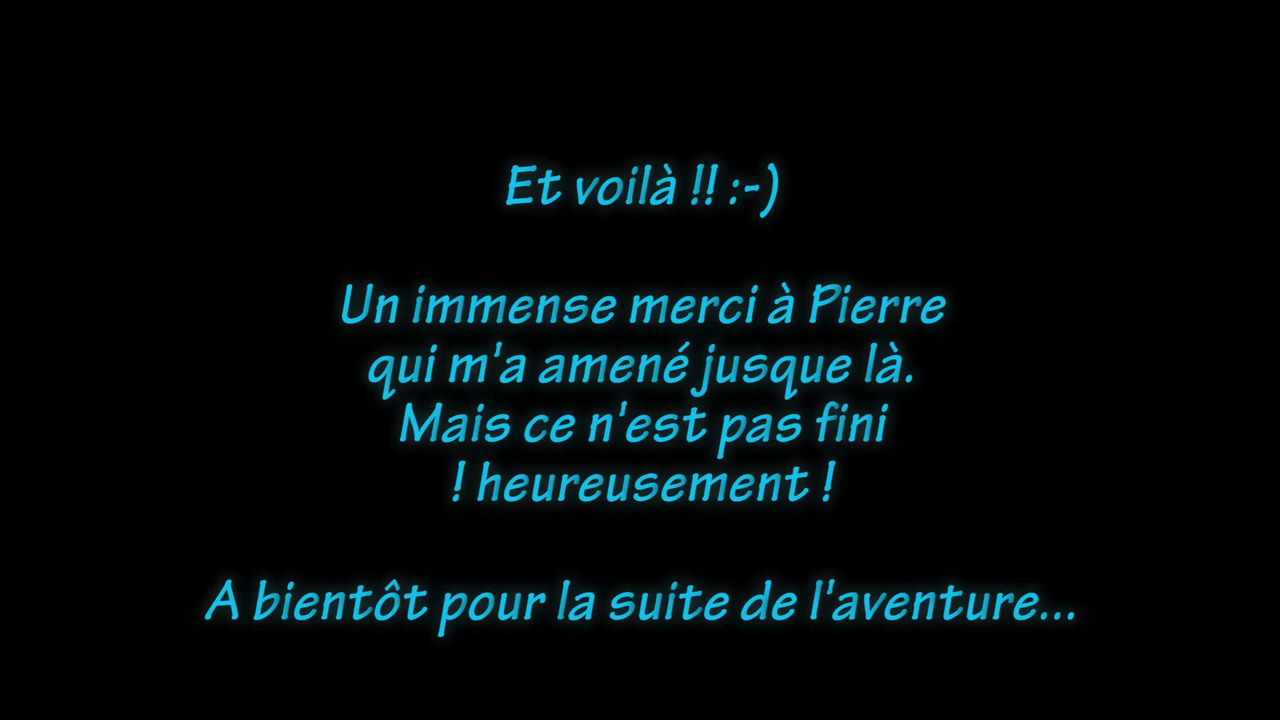 Et voilà !! :-)
Un immense merci à Pierre
qui m'a amené jusque là.
Mais ce n'est pas fini
! heureusement !
A bientôt pour la suite de l'aventure...